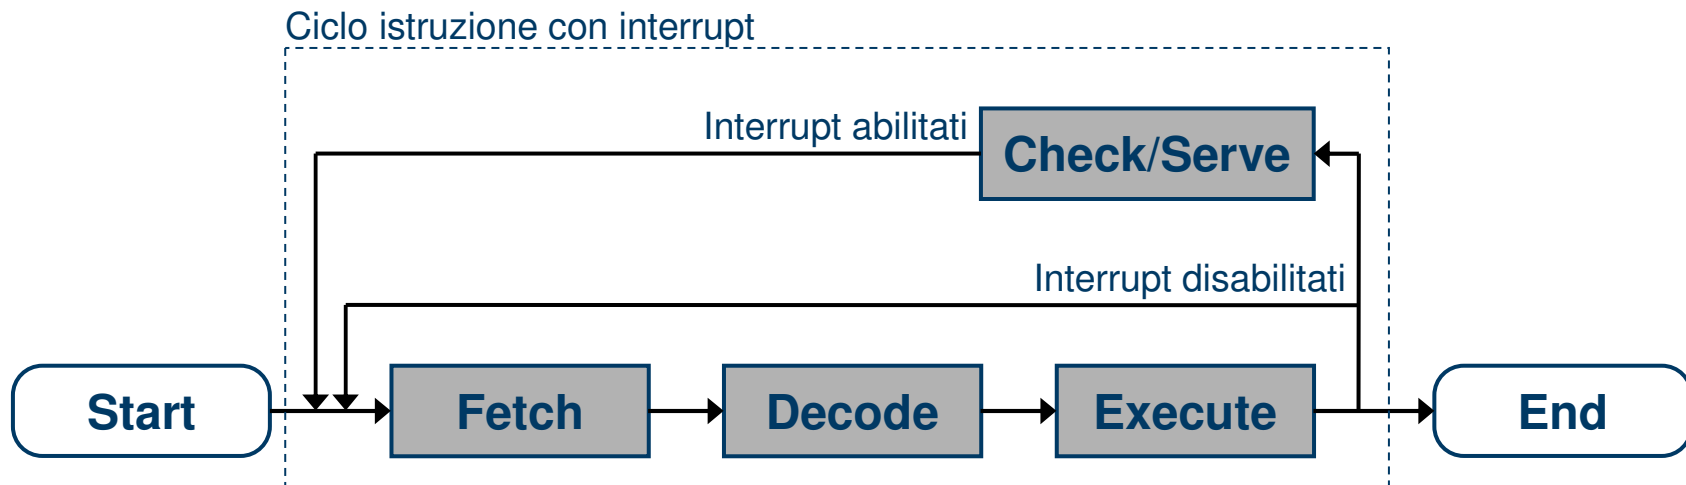 Ciclo istruzione con interrupt
Interrupt abilitati
Check/Serve
Interrupt disabilitati
Start
Fetch
Decode
Execute
End